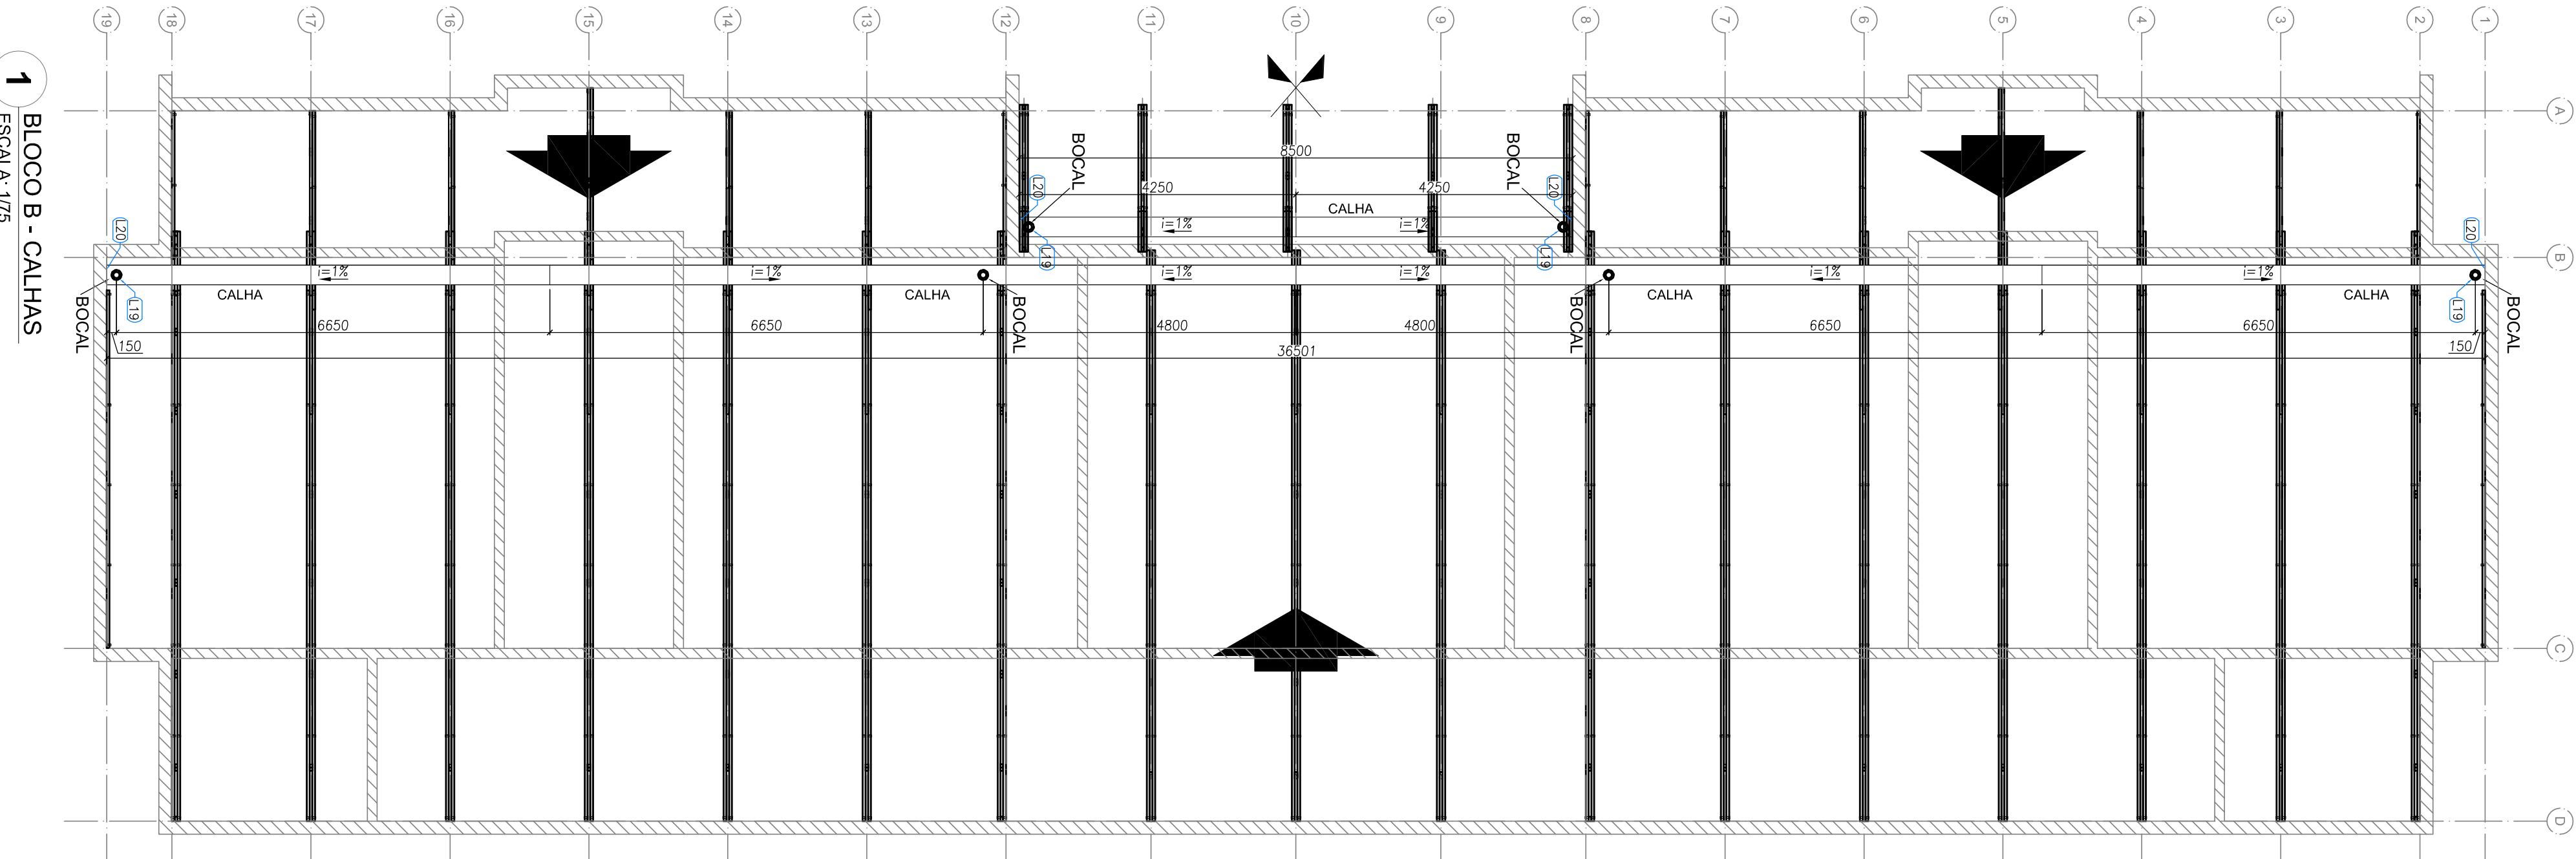 19
18
17
16
15
14
13
12
11
10
9
8
7
6
5
4
3
2
1
A
B
C
D
8500
4250
4250
BOCAL
BOCAL
L20
L20
CALHA
i=1%
i=1%
L19
L19
L20
L20
i=1%
i=1%
i=1%
i=1%
i=1%
i=1%
CALHA
CALHA
CALHA
CALHA
L19
L19
BOCAL
BOCAL
BOCAL
BOCAL
6650
6650
4800
4800
6650
6650
150
150
36501
1
BLOCO B - CALHAS
ESCALA: 1/75